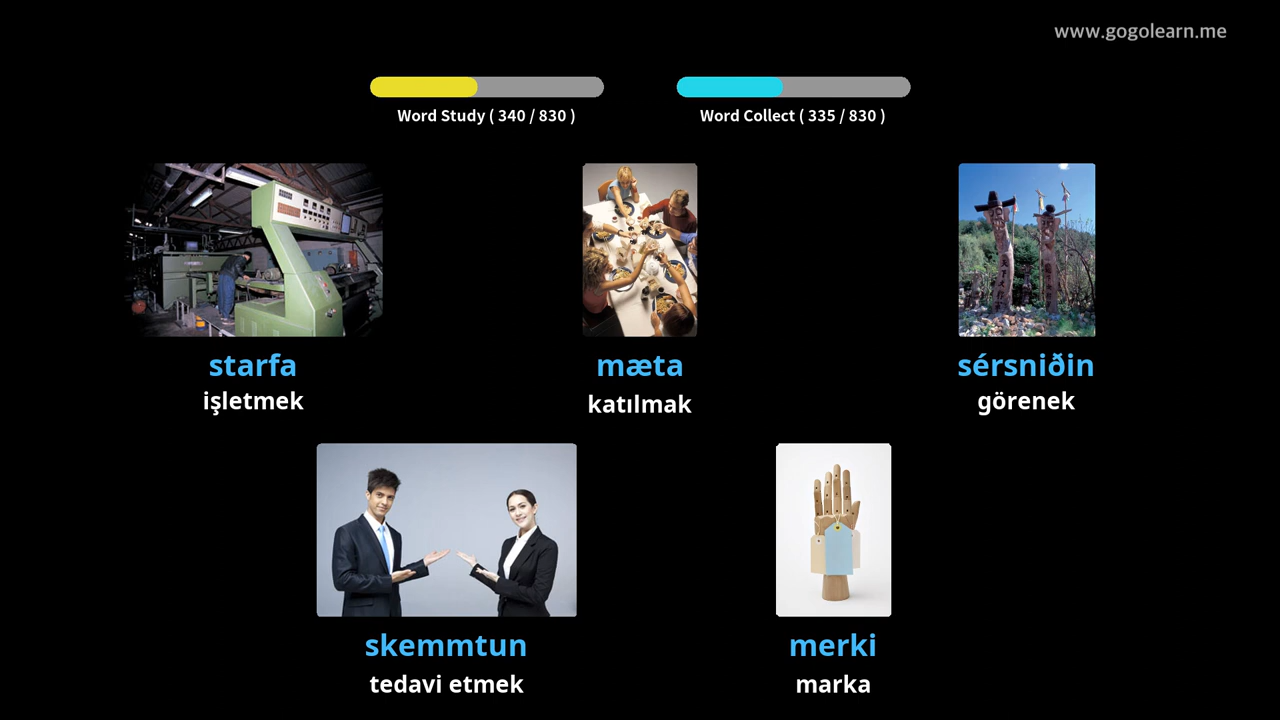 www.gogolearn.me
Word Study ( 340 / 830 )
Word Collect ( 335 / 830 )
starfa
işletmek
mæta
katılmak
sérsniðin
görenek
skemmtun
tedavi etmek
merki
marka